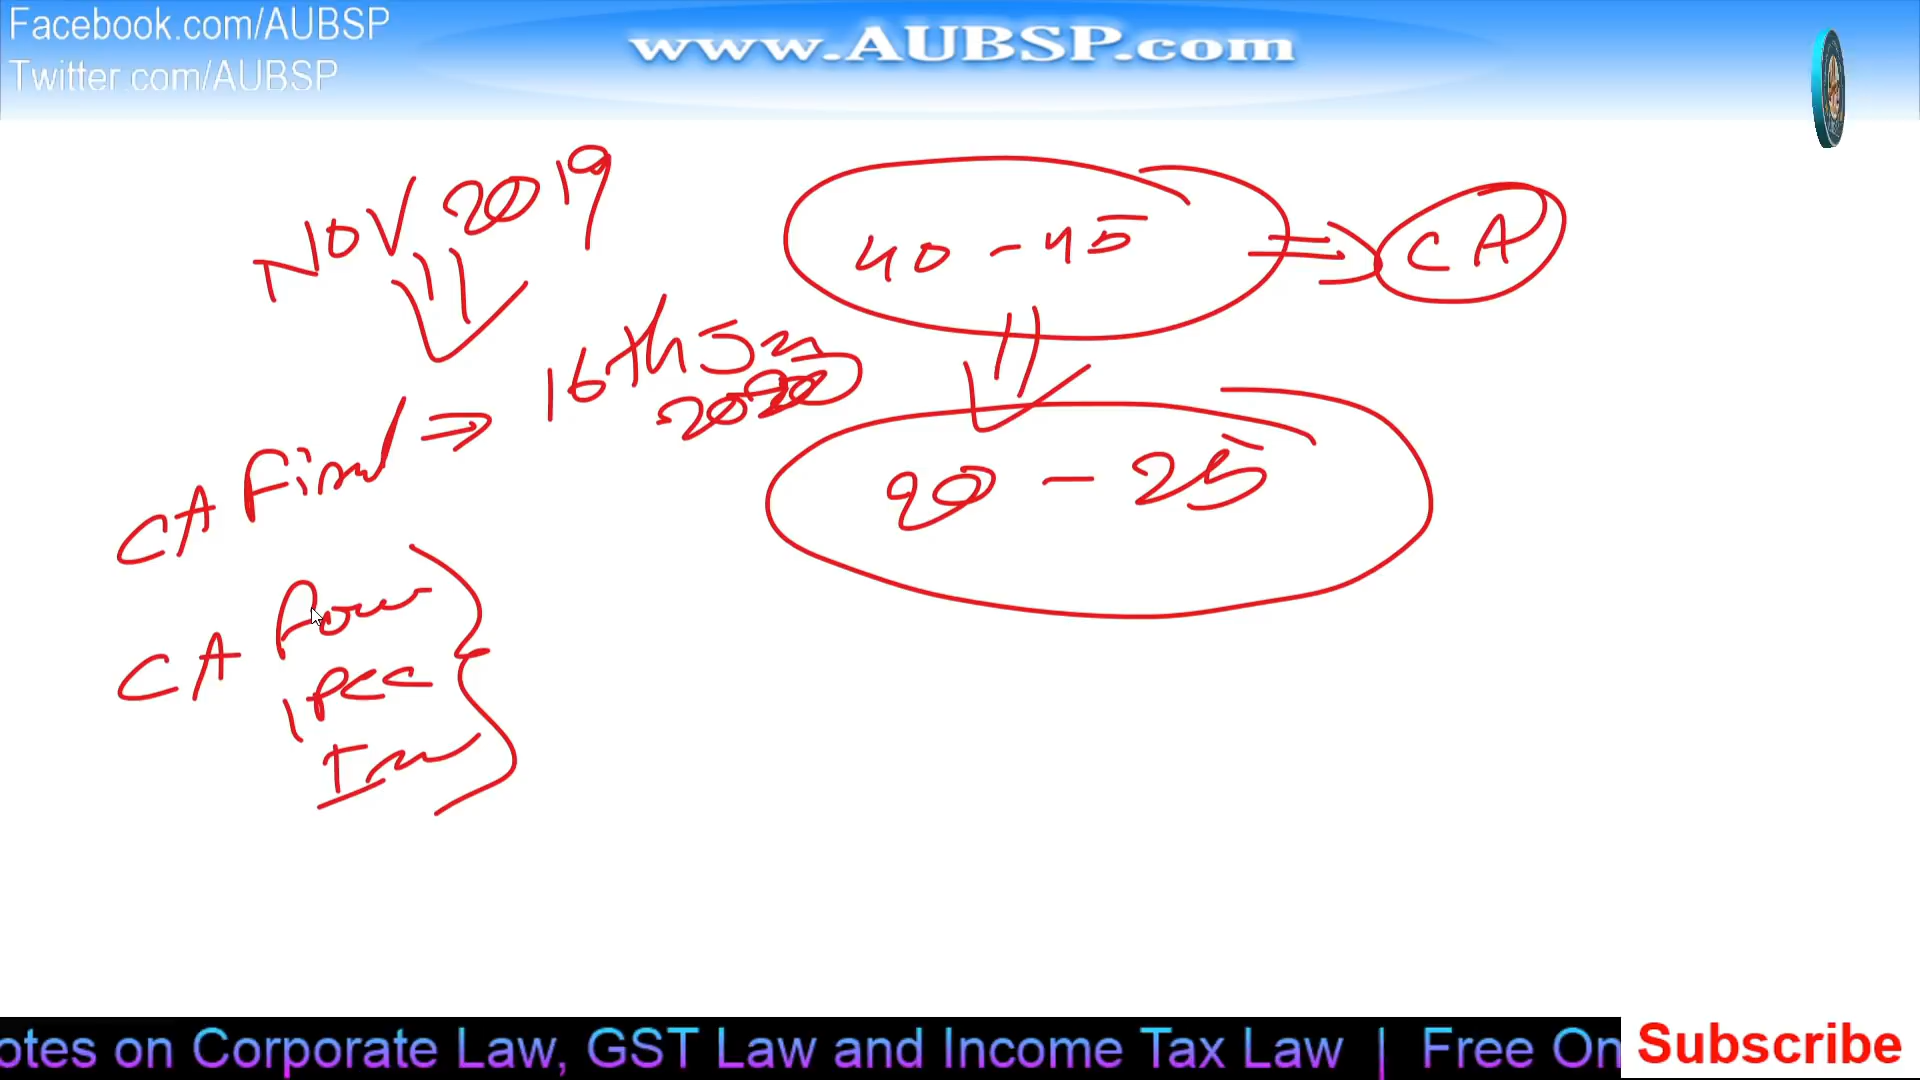 Facebook.com/AUBSP
Twitter.com/AUBSP
www.AUBSP.com
NOV 2019
40 - 45
CA
16th Jan
2020
CA Final
20 - 25
CA Foun
IPCC
Inter
otes on Corporate Law, GST Law and Income Tax Law | Free On
Subscribe